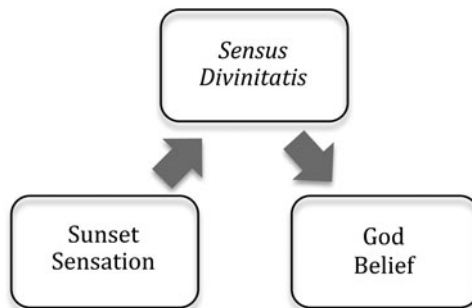 Sensus
Divinitatis
Sunset
Sensation
God
Belief